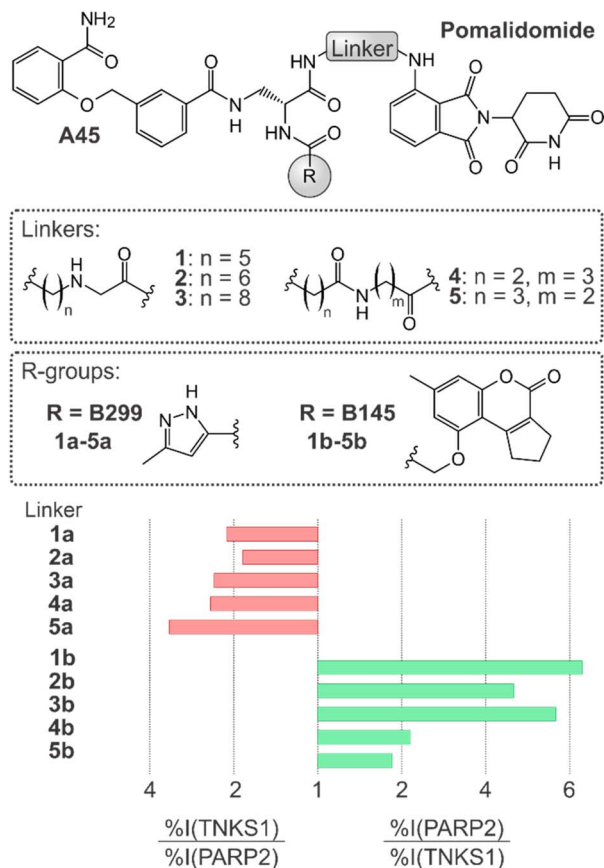 NH2
O
O
A45
O
N
H
HN
O
Linker
HN
O
R
NH
Pomalidomide
O
N
O
O
NH
O
Linkers:
H
N
O
n
1: n = 5
2: n = 6
3: n = 8
O
N
H
n
m
O
4: n = 2, m = 3
5: n = 3, m = 2
R-groups:
R = B299
1a-5a
H
N
N
R = B145
1b-5b
O
O
O
Linker
1a
2a
3a
4a
5a
1b
2b
3b
4b
5b
4 2 1 2 4 6
%I(TNKS1)
%I(PARP2)
%I(PARP2)
%I(TNKS1)